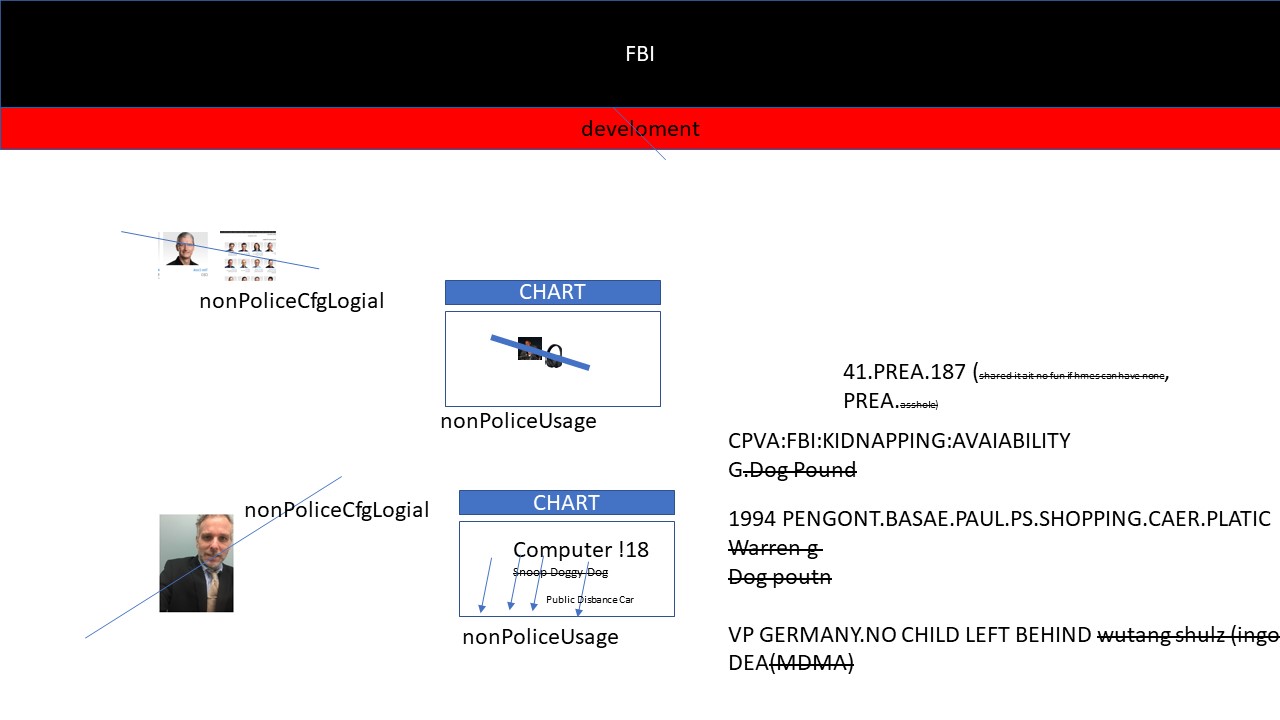 FBI
develoment
nonPoliceCfgLogial
CHART
nonPoliceUsage
41.PREA.187 (shared it ait no fun if hmes can have none,
PREA.asshole)
CPVA:FBI:KIDNAPPING:AVAIABILITY
G.Dog Pound
nonPoliceCfgLogial
CHART
Computer !18
Snoop Doggy Dog
Public Disbance Car
nonPoliceUsage
1994 PENGONT.BASAE.PAUL.PS.SHOPPING.CAER.PLATIC
Warren g
Dog poutn
VP GERMANY.NO CHILD LEFT BEHIND wutang shulz (ingo
DEA(MDMA)